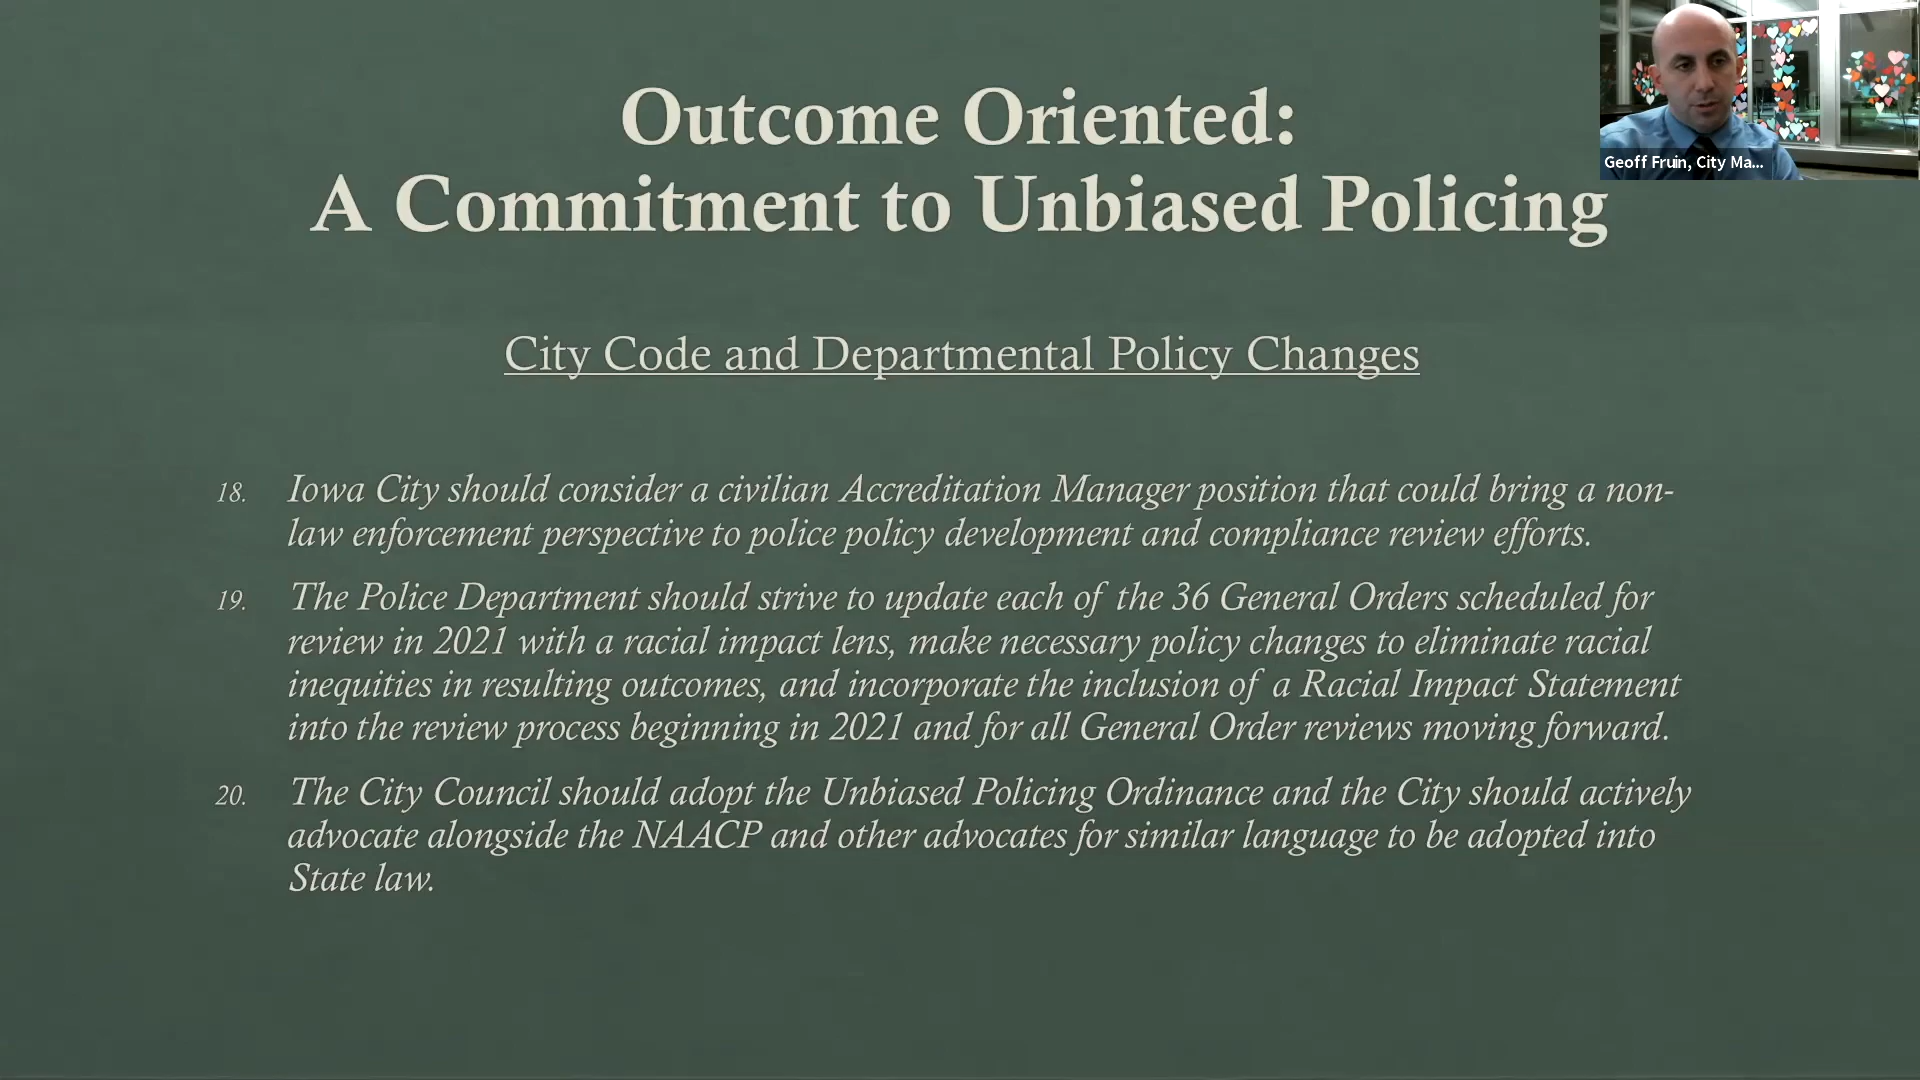 Outcome Oriented:
A Commitment to Unbiased Policing
Geoff Fruin, City Ma...
City Code and Departmental Policy Changes
18. Iowa City should consider a civilian Accreditation Manager position that could bring a non-
law enforcement perspective to police policy development and compliance review efforts.
19. The Police Department should strive to update each of the 36 General Orders scheduled for
review in 2021 with a racial impact lens, make necessary policy changes to eliminate racial
inequities in resulting outcomes, and incorporate the inclusion of a Racial Impact Statement
into the review process beginning in 2021 and for all General Order reviews moving forward.
20. The City Council should adopt the Unbiased Policing Ordinance and the City should actively
advocate alongside the NAACP and other advocates for similar language to be adopted into
State law.